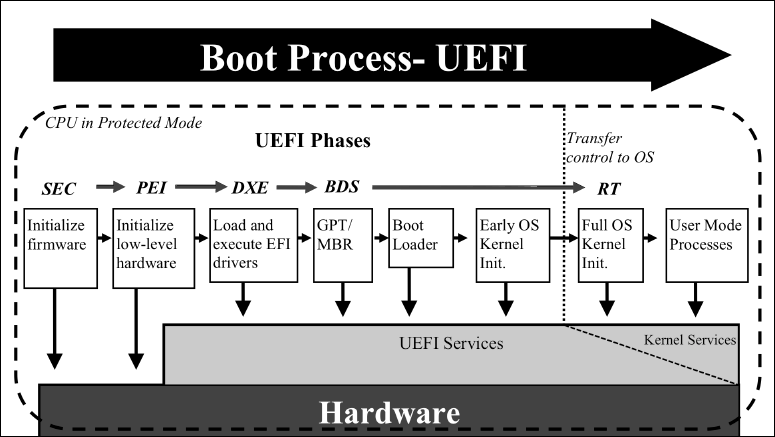 Boot Process- UEFI
CPU in Protected Mode
UEFI Phases
Transfer
control to OS
SEC
PEI
DXE
BDS
RT
Initialize
firmware
Initialize
low-level
hardware
Load and
execute EFI
drivers
GPT/
MBR
Boot
Loader
Early OS
Kernel
Init.
Full OS
Kernel
Init.
User Mode
Processes
UEFI Services
Kernel Services
Hardware